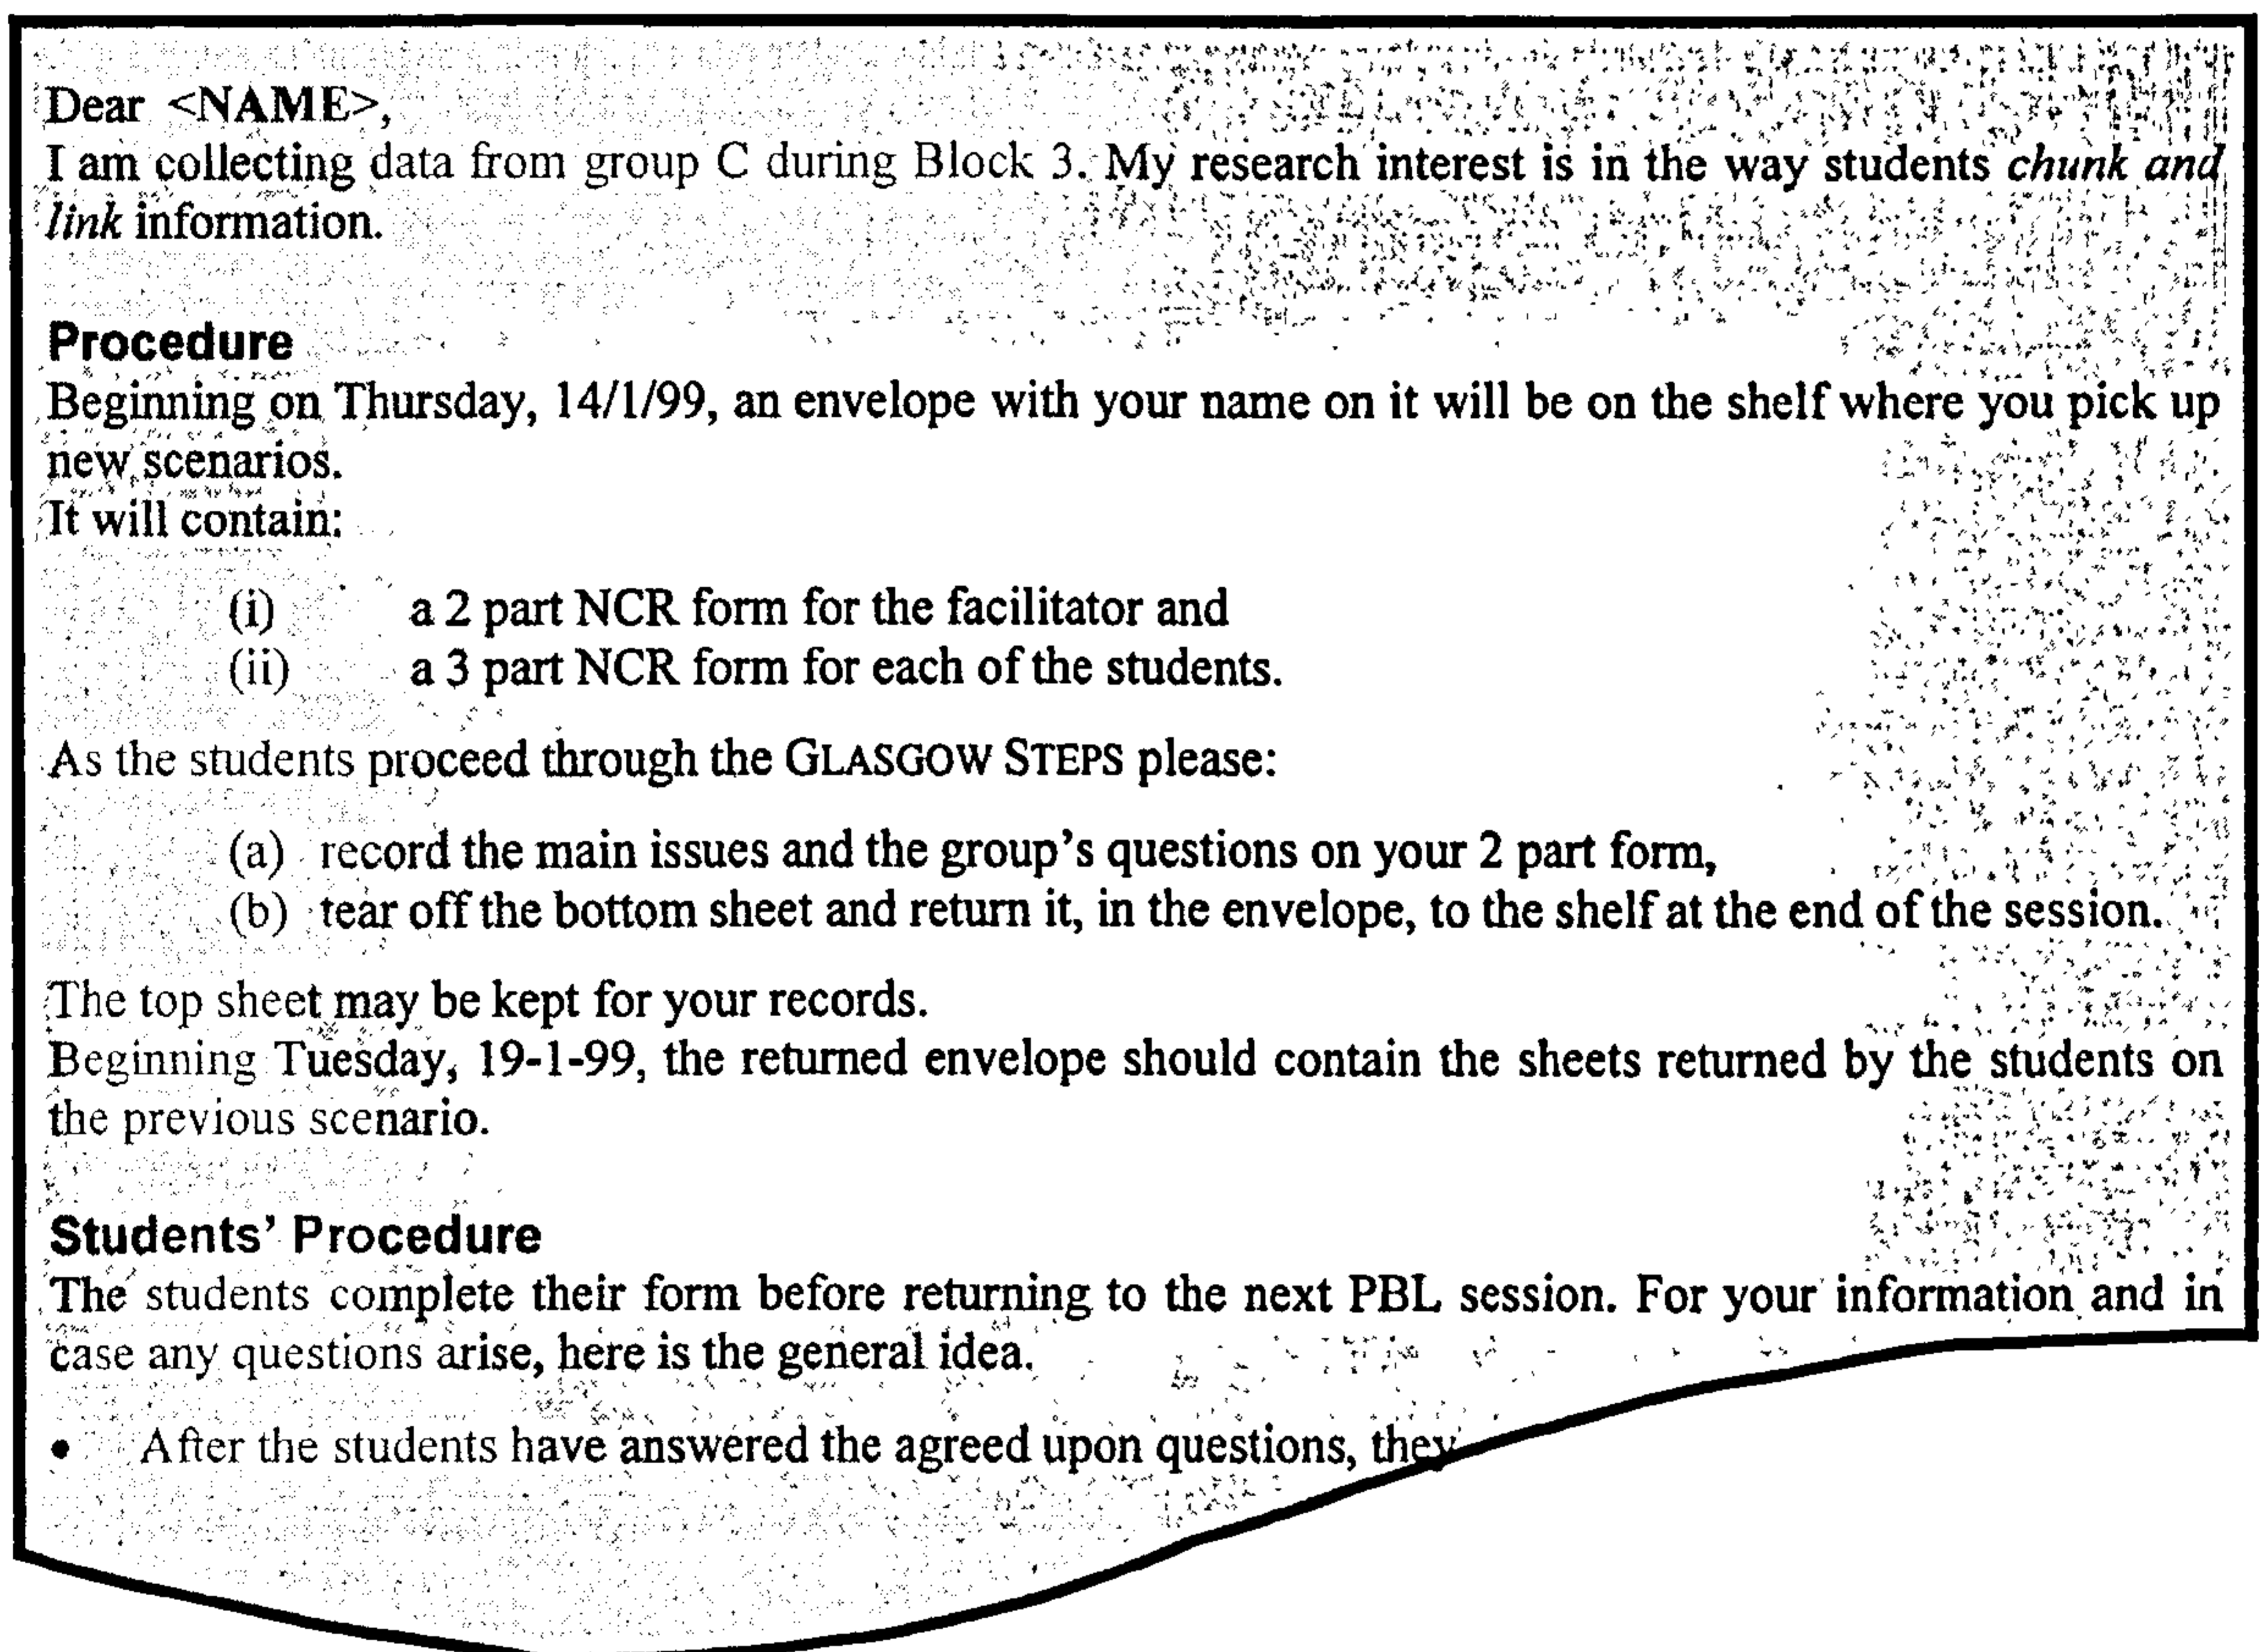 Dear <NAME>,
I am collecting data from group C during Block 3. My research interest is in the way students chunk and
link information.
Procedure
Beginning on Thursday, 14/1/99, an envelope with your name on it will be on the shelf where you pick up
new scenarios.
It will contain:
(i) a 2 part NCR form for the facilitator and
(ii) a 3 part NCR form for each of the students.
As the students proceed through the GLASGOW STEPS please:
(a) record the main issues and the group's questions on your 2 part form,
(b) tear off the bottom sheet and return it, in the envelope, to the shelf at the end of the session.
The top sheet may be kept for your records.
Beginning Tuesday, 19-1-99, the returned envelope should contain the sheets returned by the students on
the previous scenario.
Students' Procedure
The students complete their form before returning to the next PBL session. For your information and in
case any questions arise, here is the general idea.
• After the students have answered the agreed upon questions, they